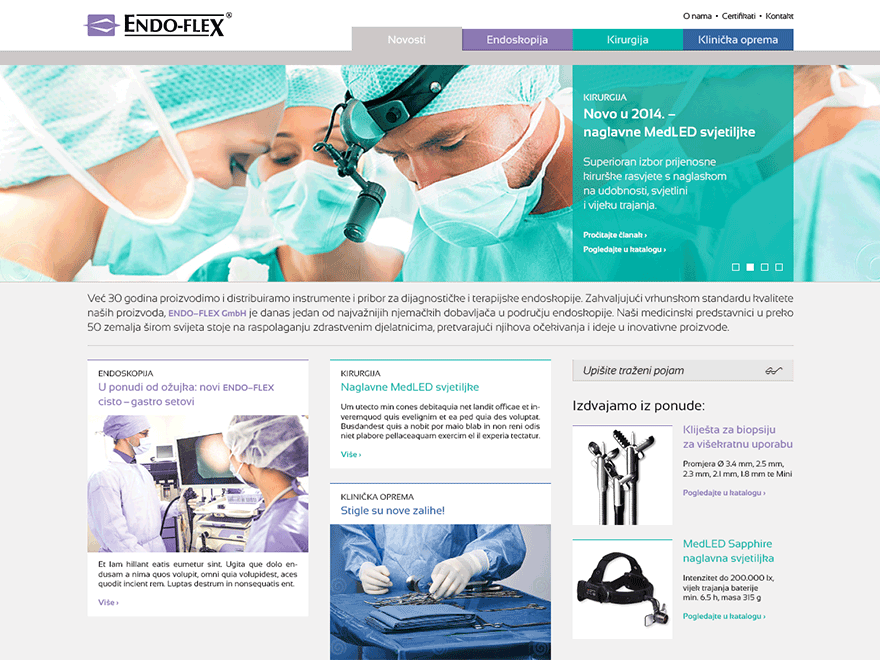 ENDO-FLEX®
O nama • Certifikati • Kontakt
Novosti
Endoskopija
Kirurgija
Klinička oprema
KIRURGIJA
Novo u 2014. –
naglavne MedLED svjetiljke
Superioran izbor prijenosne
kirurške rasvjete s naglaskom
na udobnosti, svjetlini
i vijeku trajanja.
Pročitajte članak ›
Pogledajte u katalogu ›
Već 30 godina proizvodimo i distribuiramo instrumente i pribor za dijagnostičke i terapijske endoskopije. Zahvaljujući vrhunskom standardu kvalitete
naših proizvoda, ENDO-FLEX GmbH je danas jedan od najvažnijih njemačkih dobavljača u području endoskopije. Naši medicinski predstavnici u preko
50 zemalja širom svijeta stoje na raspolaganju zdrastvenim djelatnicima, pretvarajući njihova očekivanja i ideje u inovativne proizvode.
ENDOSKOPIJA
U ponudi od ožujka: novi ENDO-FLEX
cisto – gastro setovi
Et lam hillant eatis eumetur sint. Ugita que dolo en-
dusam a nima quos volupit, omni quia volupidest, aces
quodit incient rem. Luptas destrum in nonsequatis ent.
Više ›
KIRURGIJA
Naglavne MedLED svjetiljke
Um utecto min cones debitaquia net landit officae et in-
veremquod quis evelignim et ea ped quia des voluptat.
Busdandest quis a nobit por maio blab in non reni odis
niet plabore pellaceaquam exercim el il experia tectatur.
Više ›
KLINIČKA OPREMA
Stigle su nove zalihe!
Upišite traženi pojam
Izdvajamo iz ponude:
Kliješta za biopsiju
za višekratnu uporabu
Promjera Ø 3,4 mm, 2,5 mm,
2,3 mm, 2,1 mm, 1,8 mm te Mini
Pogledajte u katalogu ›
MedLED Sapphire
naglavna svjetiljka
Intenzitet do 200.000 lx,
vijek trajanja baterije
min. 6,5 h, masa 315 g
Pogledajte u katalogu ›